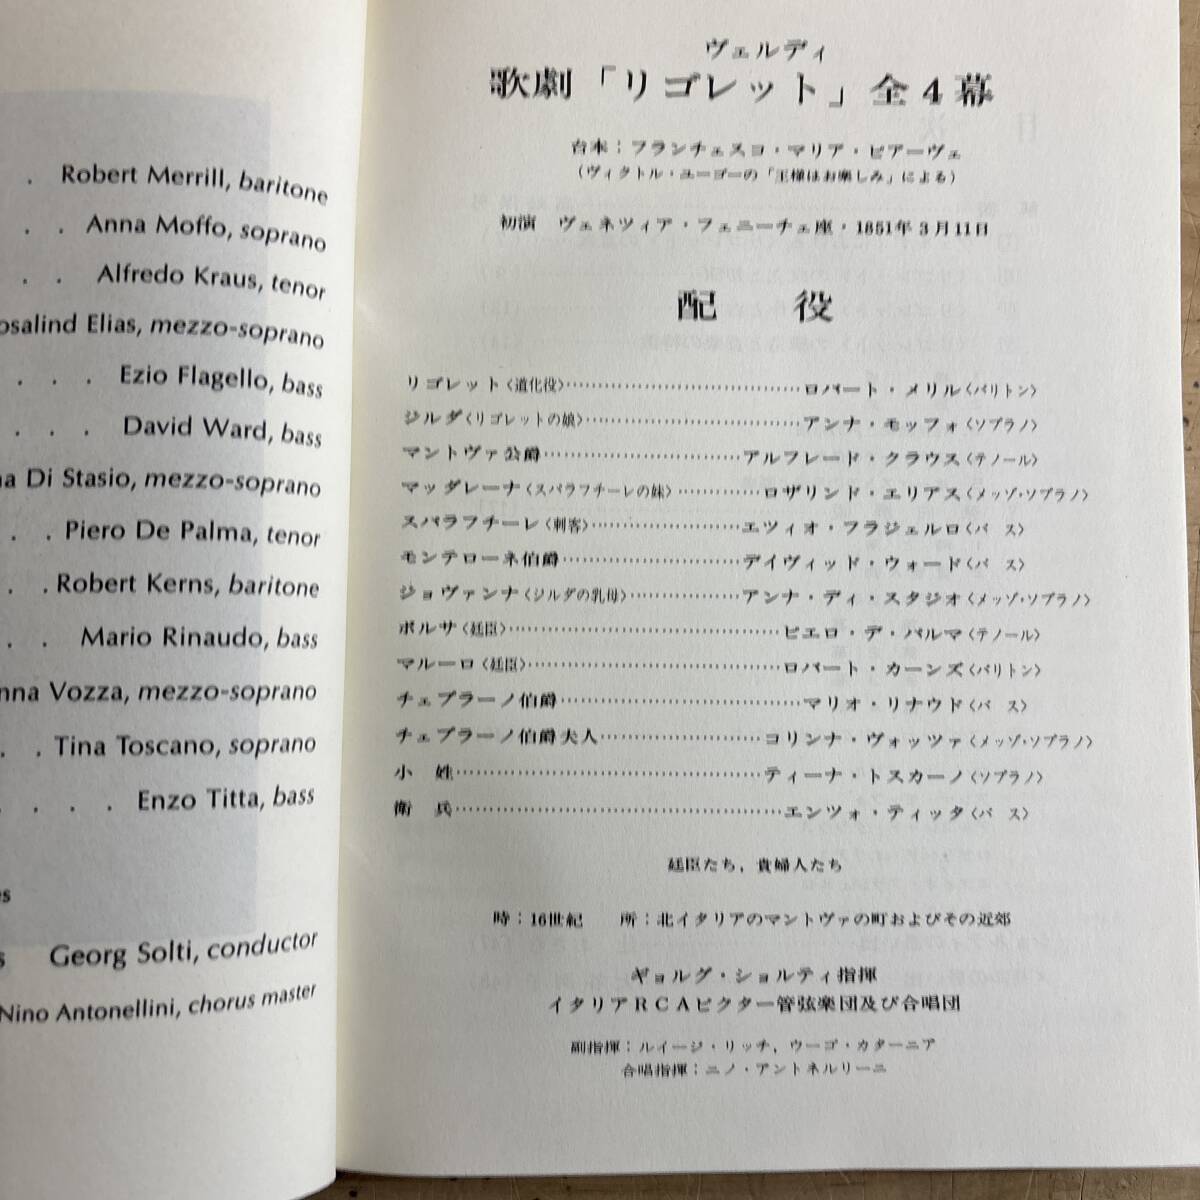 . Robert Merrill, baritone
. . Anna Moffo, soprano
. . Alfredo Kraus, tenor
osalind Elias, mezzo-soprano
. . . Ezio Flagello, bass
. . . David Ward, bass
na Di Stasio, mezzo-soprano
. . Piero De Palma, tenor
. . Robert Kerns, baritone
. . Mario Rinaudo, bass
nna Vozza, mezzo-soprano
. . Tina Toscano, soprano
. . . . Enzo Titta, bass
es
s Georg Solti, conductor
Nino Antonellini, chorus master
ヴェルディ
歌劇「リゴレット」全4幕
台本:フランチェスコ・マリア・ピアーヴェ
(ヴィクトル・ユーゴーの「王様はお楽しみ」による)
初演 ヴェネツィア・フェニーチェ座・1851年3月11日
配 役
リゴレット〈道化役〉……ロバート・メリル〈バリトン〉
ジルダ〈リゴレットの娘〉……アンナ・モッフォ〈ソプラノ〉
マントヴァ公爵……アルフレード・クラウス〈テノール〉
マッダレーナ〈スパラフチーレの妹〉……ロザリンド・エリアス〈メッゾ・ソプラノ〉
スパラフチーレ〈刺客〉……エツィオ・フラジェルロ〈バ ス〉
モンテローネ伯爵……デイヴィッド・ウォード〈バ ス〉
ジョヴァンナ〈ジルダの乳母〉……アンナ・ディ・スタジオ〈メッゾ・ソプラノ〉
ボルサ〈廷臣〉……ピエロ・デ・パルマ〈テノール〉
マルーロ〈廷臣〉……ロバート・カーンズ〈バリトン〉
チェプラーノ伯爵……マリオ・リナウド〈バ ス〉
チェプラーノ伯爵夫人……コリンナ・ヴォッツァ〈メッゾ・ソプラノ〉
小 姓……ティーナ・トスカーノ〈ソプラノ〉
衛 兵……エンツォ・ティッタ〈バ ス〉
廷臣たち,貴婦人たち
時:16世紀 所:北イタリアのマントヴァの町およびその近郊
ギョルグ・ショルティ指揮
イタリアRCAビクター管弦楽団及び合唱団
副指揮:ルイージ・リッチ,ウーゴ・カターニア
合唱指揮:ニノ・アントネルリーニ